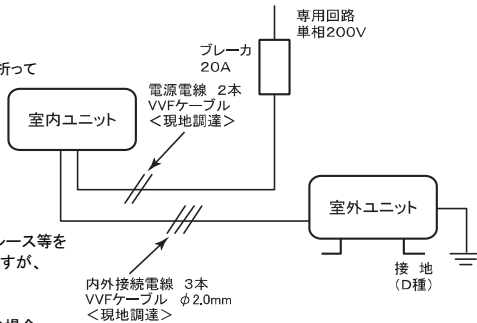 専用回路
単相200V
ブレーカ
20A
折って
電源電線 2本
VVFケーブル
<現地調達>
室内ユニット
室外ユニット
ース等を
すが、
接 地
(D種)
内外接続電線 3本
VVFケーブル φ2.0mm
<現地調達>